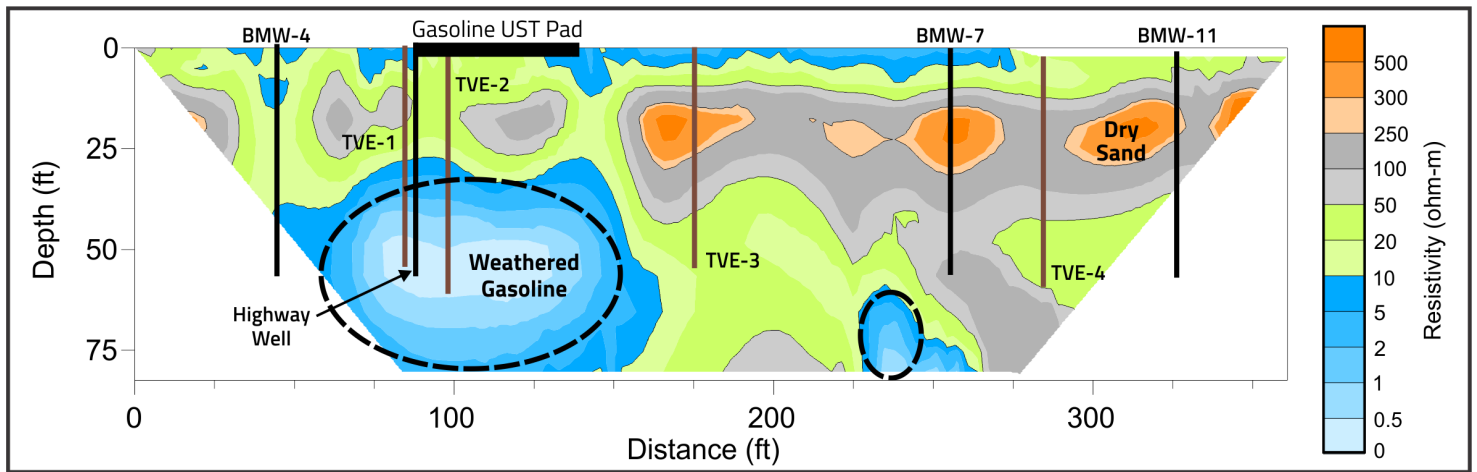 Gasoline UST Pad
BMW-4
BMW-7
BMW-11
TVE-2
TVE-1
Dry
Sand
TVE-3
TVE-4
Weathered
Gasoline
Highway
Well
Depth (ft)
0
25
50
75
0
100
200
300
Distance (ft)
500
300
250
100
50
20
10
5
2
1
0.5
0
Resistivity (ohm-m)